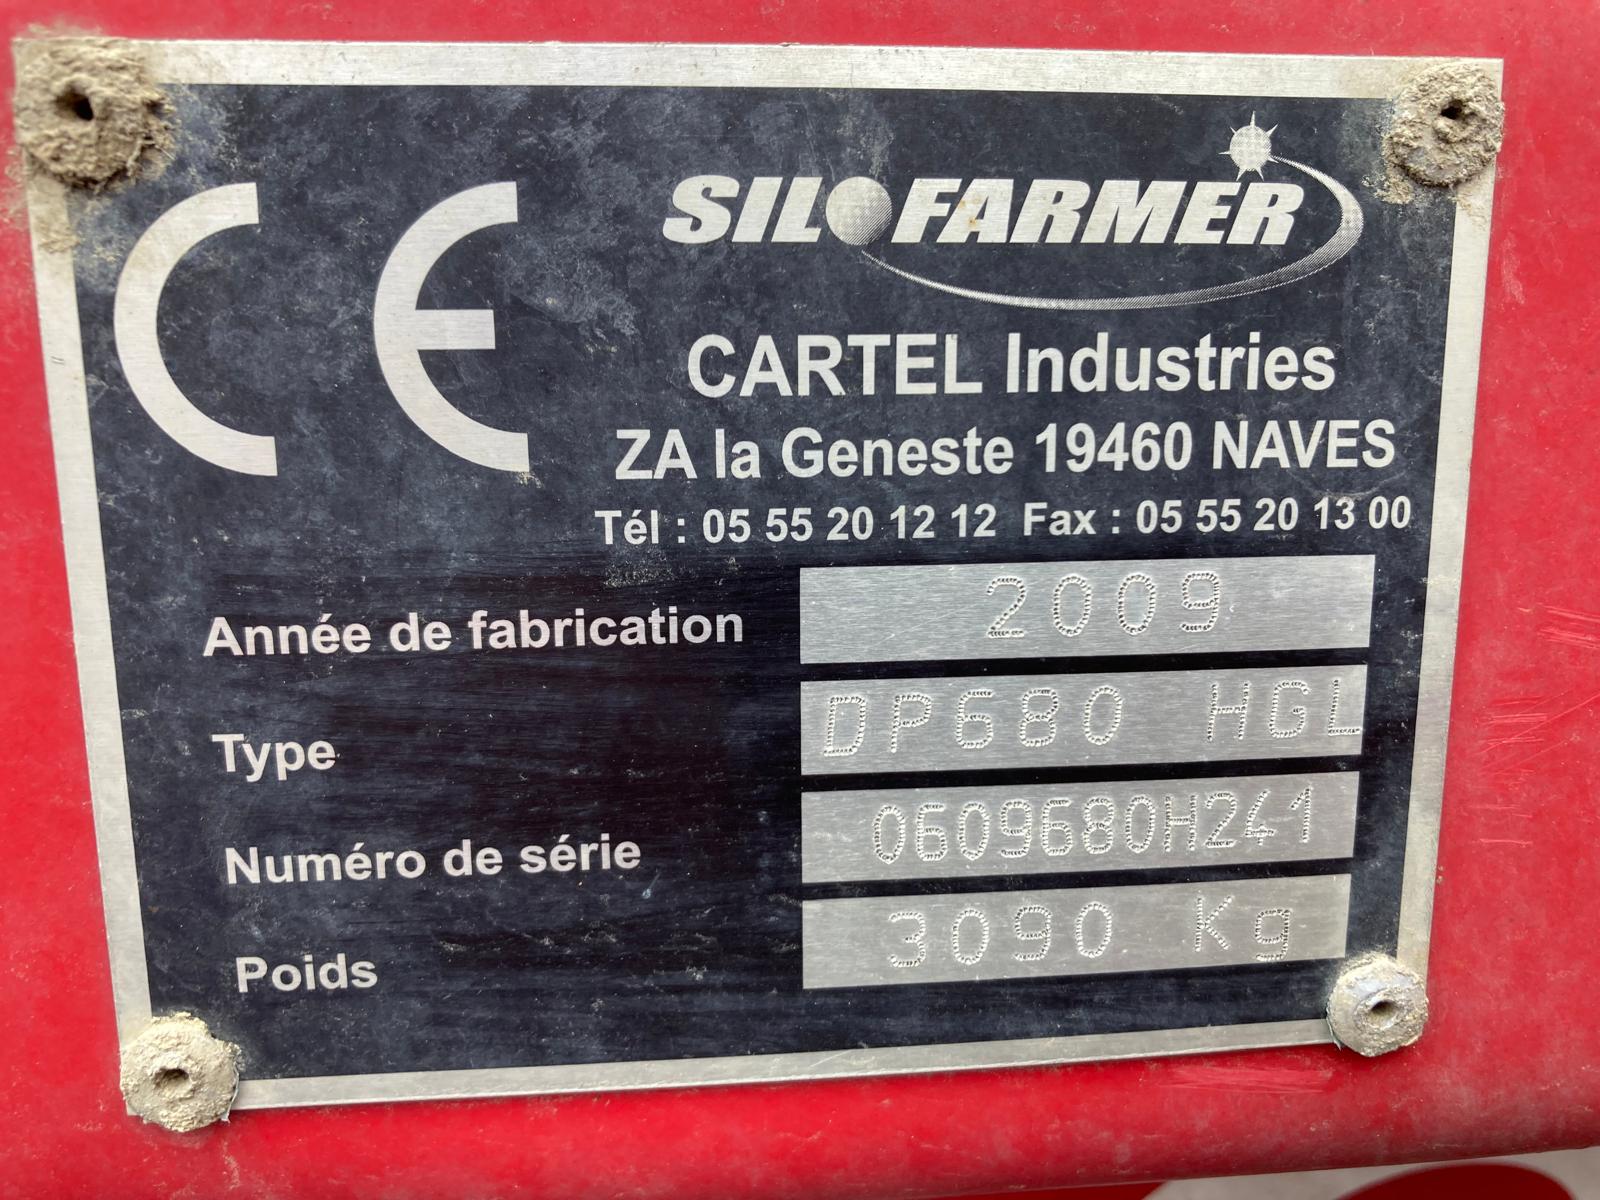 CE
SILOFARMER
CARTEL Industries
ZA la Geneste 19460 NAVES
Tél : 05 55 20 12 12 Fax : 05 55 20 13 00
Année de fabrication 2009
Type DP680 HGL
Numéro de série 0609680H241
Poids 3090 Kg